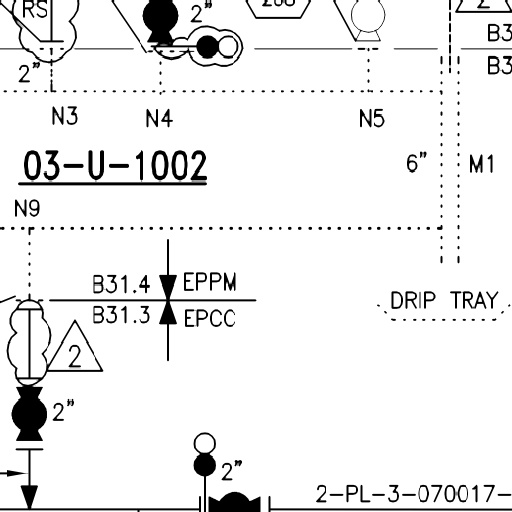 RS
2"
B3
2"
B3
N3
N4
N5
03-U-1002
6"
M1
N9
B31.4
EPPM
B31.3
EPCC
DRIP TRAY
2
2"
2"
2-PL-3-070017-